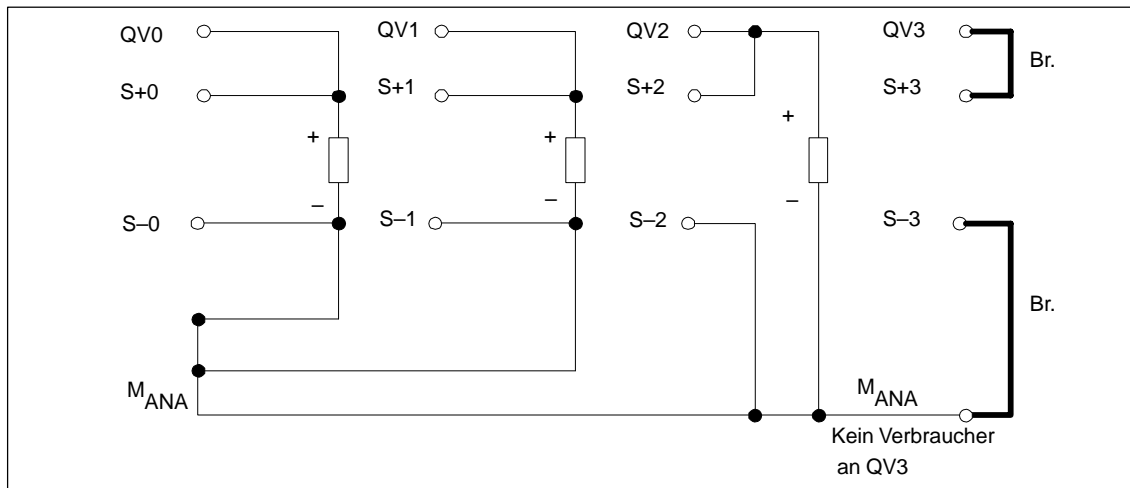 QV0 QV1 QV2 QV3
Br.
S+0 S+1 S+2 S+3
+ + +
– – –
S–0 S–1 S–2 S–3
Br.
MANA MANA
Kein Verbraucher
an QV3